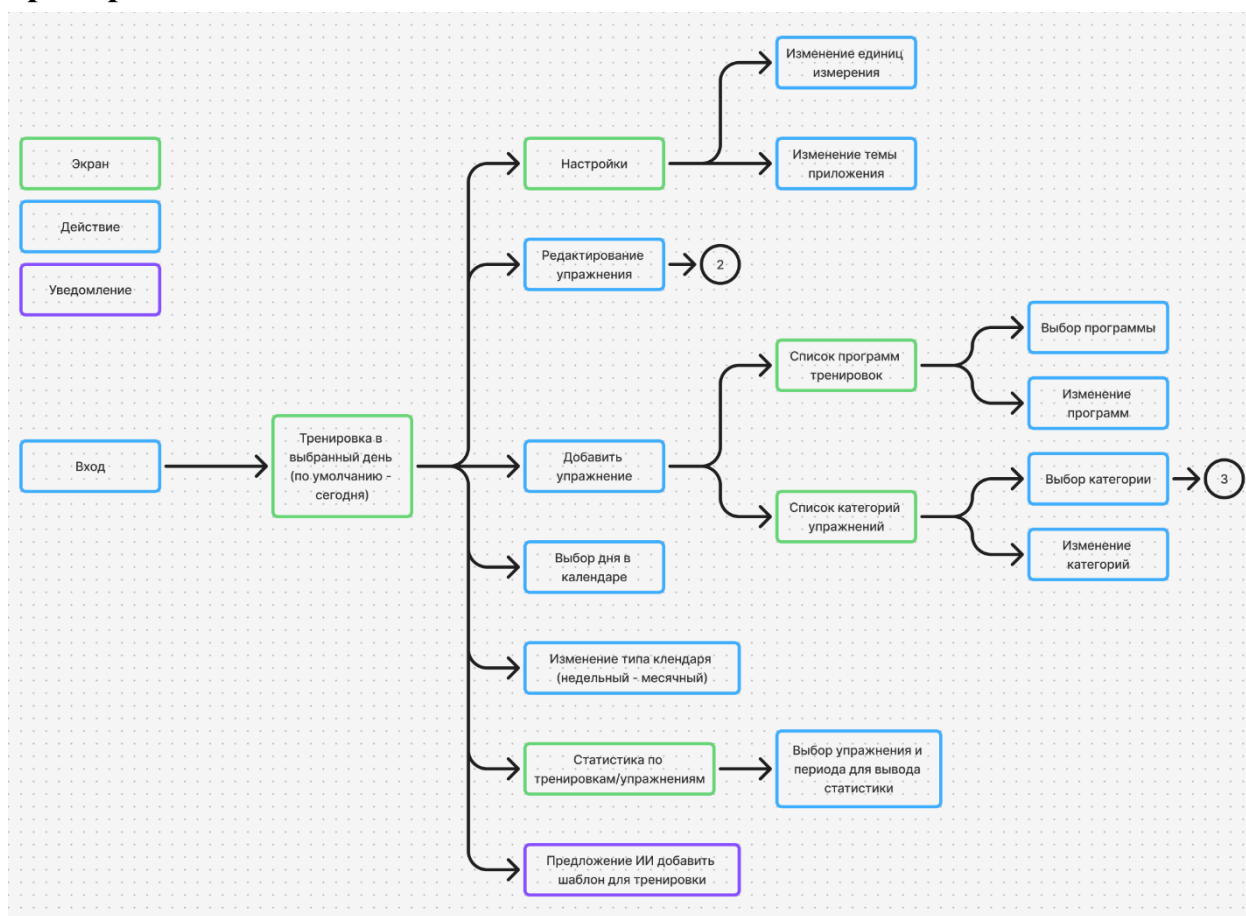 Изменение единиц
измерения
Экран
Настройки
Изменение темы
приложения
Действие
Редактирование
упражнения
2
Уведомление
Выбор программы
Список программ
тренировок
Изменение
программ
Тренировка в
выбранный день
(по умолчанию -
сегодня)
Вход
Добавить
упражнение
Выбор категории
3
Список категорий
упражнений
Изменение
категорий
Выбор дня в
календаре
Изменение типа клендаря
(недельный - месячный)
Статистика по
тренировкам/упражнениям
Выбор упражнения и
периода для вывода
статистики
Предложение ИИ добавить
шаблон для тренировки